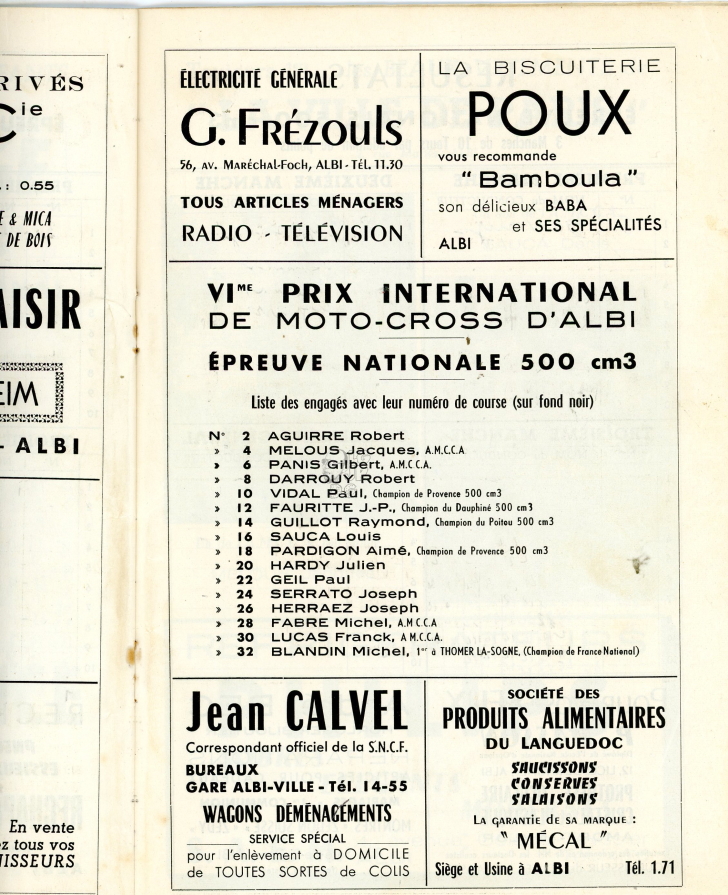 RIVÉS
Cie
: 0.55
E & MICA
DE BOIS
AISIR
EIM
- ALBI
En vente
ez tous vos
NISSEURS
ÉLECTRICITÉ GÉNÉRALE
G. FRÉZOULS
56, AV. MARÉCHAL-FOCH, ALBI - TÉL. 11.30
TOUS ARTICLES MÉNAGERS
RADIO - TÉLÉVISION
LA BISCUITERIE
POUX
vous recommande
"Bamboula"
son délicieux BABA
et SES SPÉCIALITÉS
ALBI
VIME PRIX INTERNATIONAL
DE MOTO-CROSS D'ALBI
ÉPREUVE NATIONALE 500 cm3
Liste des engagés avec leur numéro de course (sur fond noir)
N° 2 AGUIRRE Robert
» 4 MELOUS Jacques, A.M.C.C.A
» 6 PANIS Gilbert, A.M.C.C.A.
» 8 DARROUY Robert
» 10 VIDAL Paul, Champion de Provence 500 cm3
» 12 FAURITTE J.-P., Champion du Dauphiné 500 cm3
» 14 GUILLOT Raymond, Champion du Poitou 500 cm3
» 16 SAUCA Louis
» 18 PARDIGON Aimé, Champion de Provence 500 cm3
» 20 HARDY Julien
» 22 GEIL Paul
» 24 SERRATO Joseph
» 26 HERRAEZ Joseph
» 28 FABRE Michel, A.M.C.C.A
» 30 LUCAS Franck, A.M.C.C.A.
» 32 BLANDIN Michel, 1er à THOMER LA-SOGNE, (Champion de France National)
Jean CALVEL
Correspondant officiel de la S.N.C.F.
BUREAUX
GARE ALBI-VILLE - Tél. 14-55
WAGONS DÉMÉNAGEMENTS
SERVICE SPÉCIAL
pour l'enlèvement à DOMICILE
de TOUTES SORTES de COLIS
SOCIÉTÉ DES
PRODUITS ALIMENTAIRES
DU LANGUEDOC
SAUCISSONS
CONSERVES
SALAISONS
LA GARANTIE DE SA MARQUE :
" MÉCAL "
Siège et Usine à ALBI Tél. 1.71